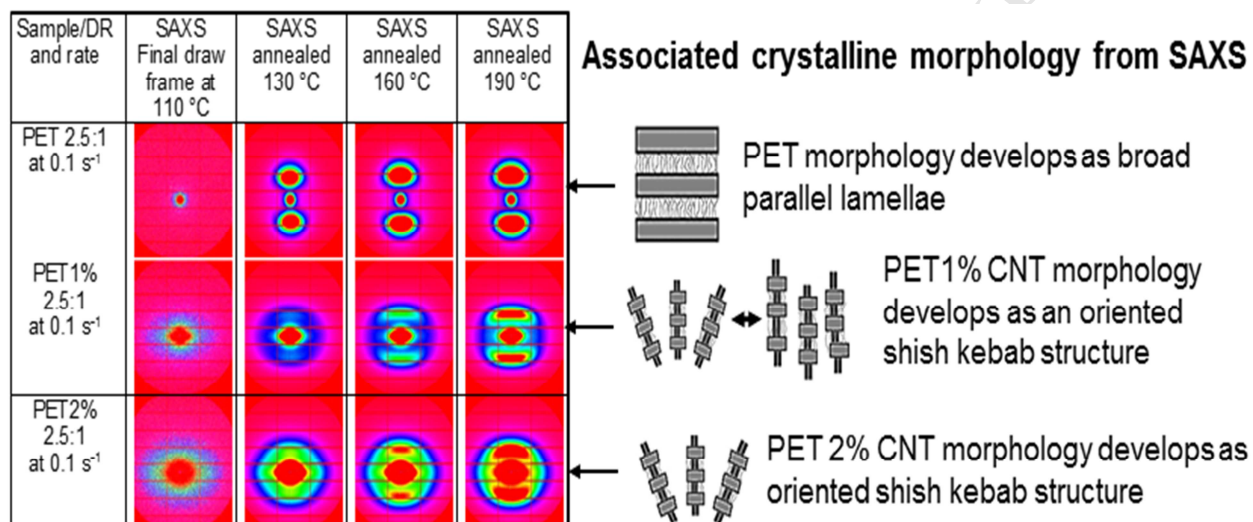 Sample/DR
and rate
SAXS
Final draw
frame at
110 °C
SAXS
annealed
130 °C
SAXS
annealed
160 °C
SAXS
annealed
190 °C
Associated crystalline morphology from SAXS
PET 2.5:1
at 0.1 s⁻¹
PET morphology develops as broad
parallel lamellae
PET1%
2.5:1
at 0.1 s⁻¹
PET1% CNT morphology
develops as an oriented
shish kebab structure
PET2%
2.5:1
at 0.1 s⁻¹
PET 2% CNT morphology develops as
oriented shish kebab structure